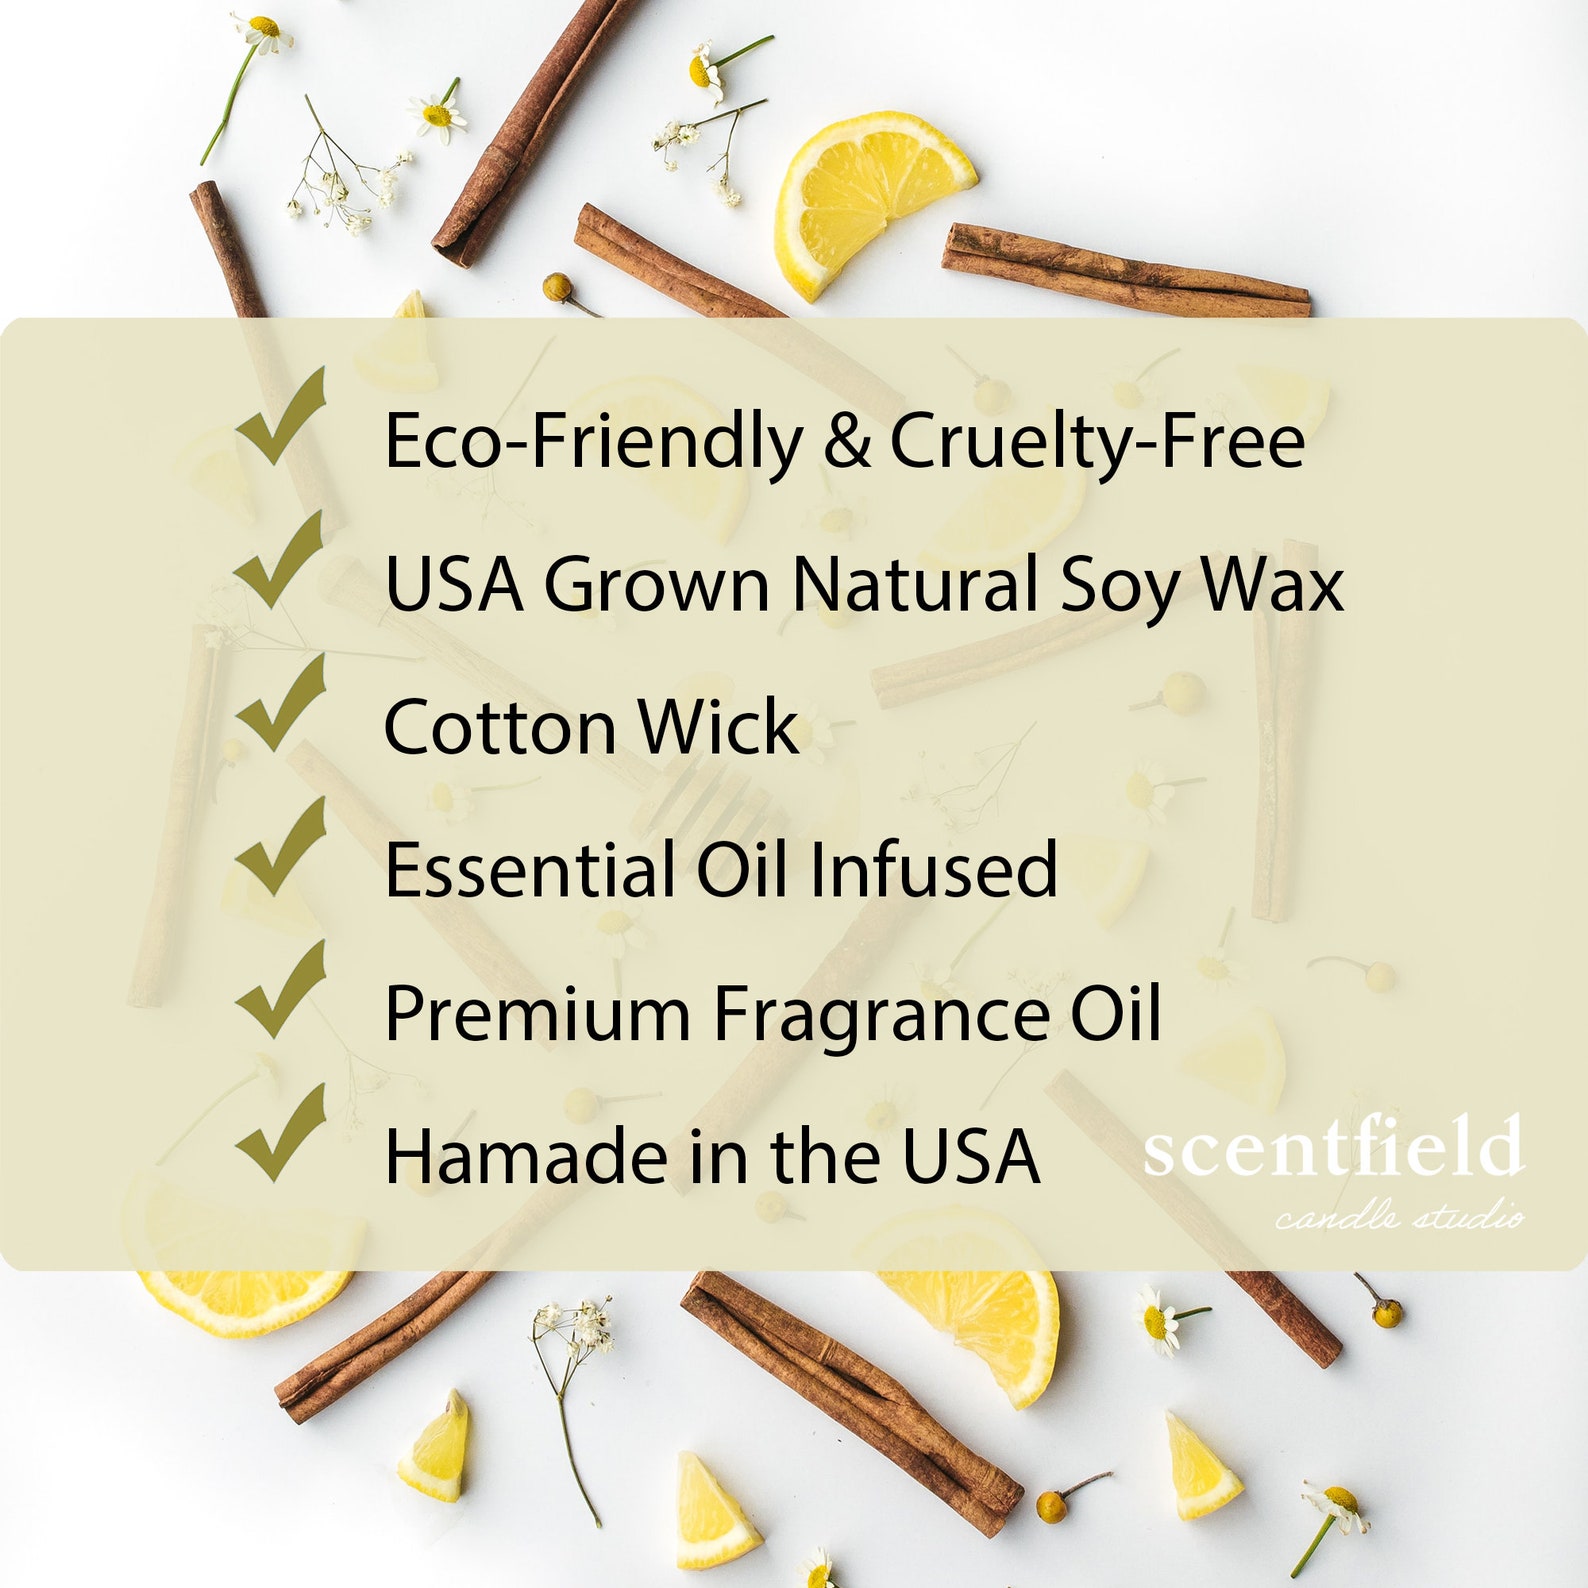 Eco-Friendly & Cruelty-Free
USA Grown Natural Soy Wax
Cotton Wick
Essential Oil Infused
Premium Fragrance Oil
Hamade in the USA
scentfield
candle studio